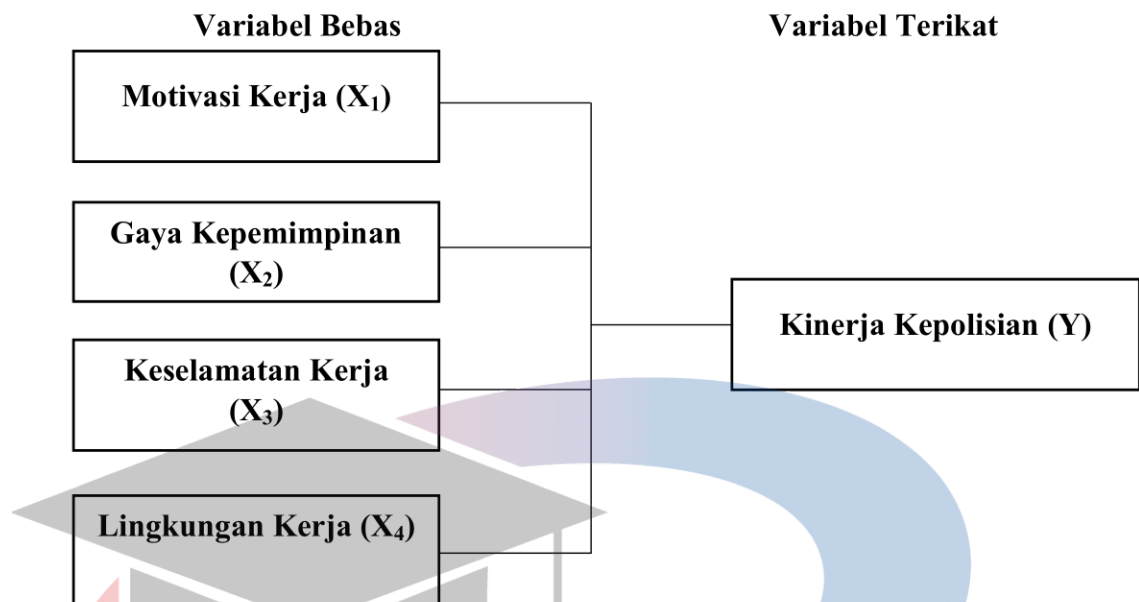 Variabel Bebas
Variabel Terikat
Motivasi Kerja (X₁)
Gaya Kepemimpinan
(X₂)
Kinerja Kepolisian (Y)
Keselamatan Kerja
(X₃)
Lingkungan Kerja (X₄)